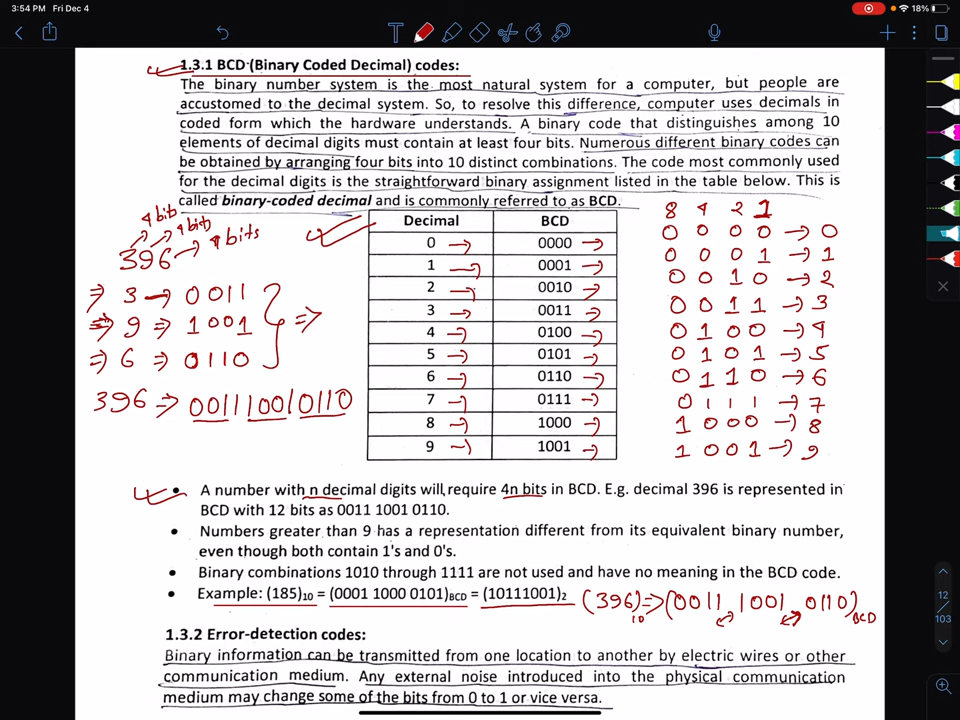 3:54 PM Fri Dec 4
18%
1.3.1 BCD (Binary Coded Decimal) codes:
The binary number system is the most natural system for a computer, but people are
accustomed to the decimal system. So, to resolve this difference, computer uses decimals in
coded form which the hardware understands. A binary code that distinguishes among 10
elements of decimal digits must contain at least four bits. Numerous different binary codes can
be obtained by arranging four bits into 10 distinct combinations. The code most commonly used
for the decimal digits is the straightforward binary assignment listed in the table below. This is
called binary-coded decimal and is commonly referred to as BCD.
4 bit
4 bits
4 bits
396
⇒ 3 → 0011
⇒ 9 ⇒ 1001
⇒ 6 ⇒ 0110
⇒
396 ⇒ 001110010110
Decimal BCD
0 → 0000 →
1 → 0001 →
2 → 0010 →
3 → 0011 →
4 → 0100 →
5 → 0101 →
6 → 0110 →
7 → 0111 →
8 → 1000 →
9 → 1001 →
8 4 2 1
0 0 0 0 → 0
0 0 0 1 → 1
0 0 1 0 → 2
0 0 1 1 → 3
0 1 0 0 → 4
0 1 0 1 → 5
0 1 1 0 → 6
0 1 1 1 → 7
1 0 0 0 → 8
1 0 0 1 → 9
• A number with n decimal digits will require 4n bits in BCD. E.g. decimal 396 is represented in
BCD with 12 bits as 0011 1001 0110.
• Numbers greater than 9 has a representation different from its equivalent binary number,
even though both contain 1's and 0's.
• Binary combinations 1010 through 1111 are not used and have no meaning in the BCD code.
• Example: (185)10 = (0001 1000 0101)BCD = (10111001)2 (396)10 ⇒ (0011 1001 0110)BCD
1.3.2 Error-detection codes:
Binary information can be transmitted from one location to another by electric wires or other
communication medium. Any external noise introduced into the physical communication
medium may change some of the bits from 0 to 1 or vice versa.
12
103